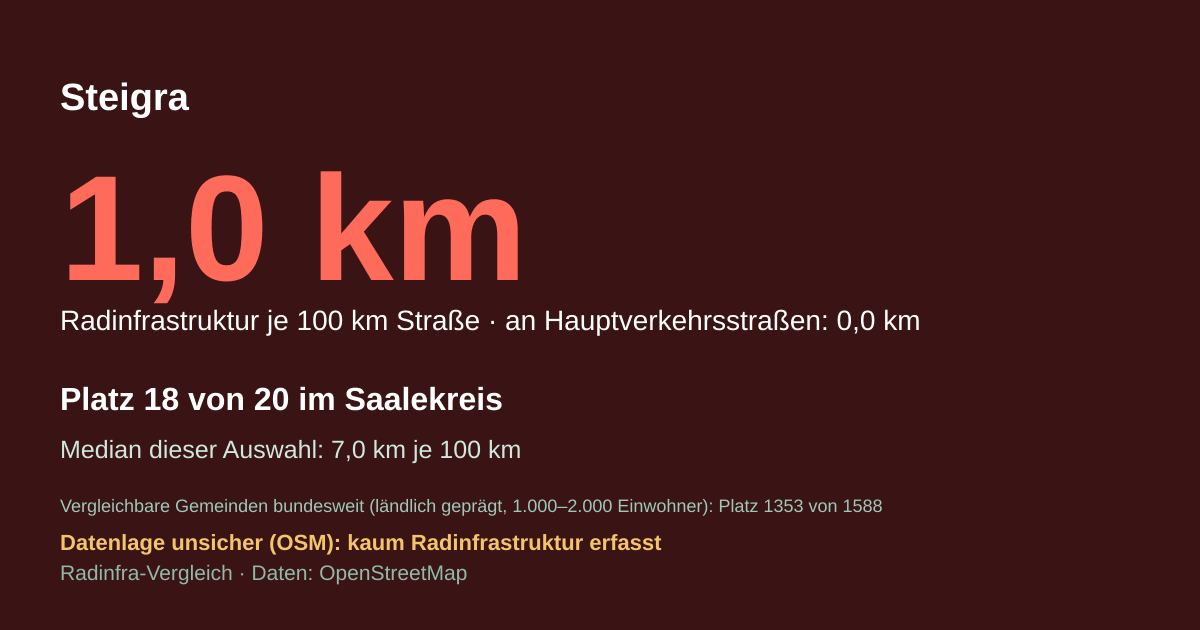 Steigra
1,0 km
Radinfrastruktur je 100 km Straße · an Hauptverkehrsstraßen: 0,0 km
Platz 18 von 20 im Saalekreis
Median dieser Auswahl: 7,0 km je 100 km
Vergleichbare Gemeinden bundesweit (ländlich geprägt, 1.000–2.000 Einwohner): Platz 1353 von 1588
Datenlage unsicher (OSM): kaum Radinfrastruktur erfasst
Radinfra-Vergleich · Daten: OpenStreetMap